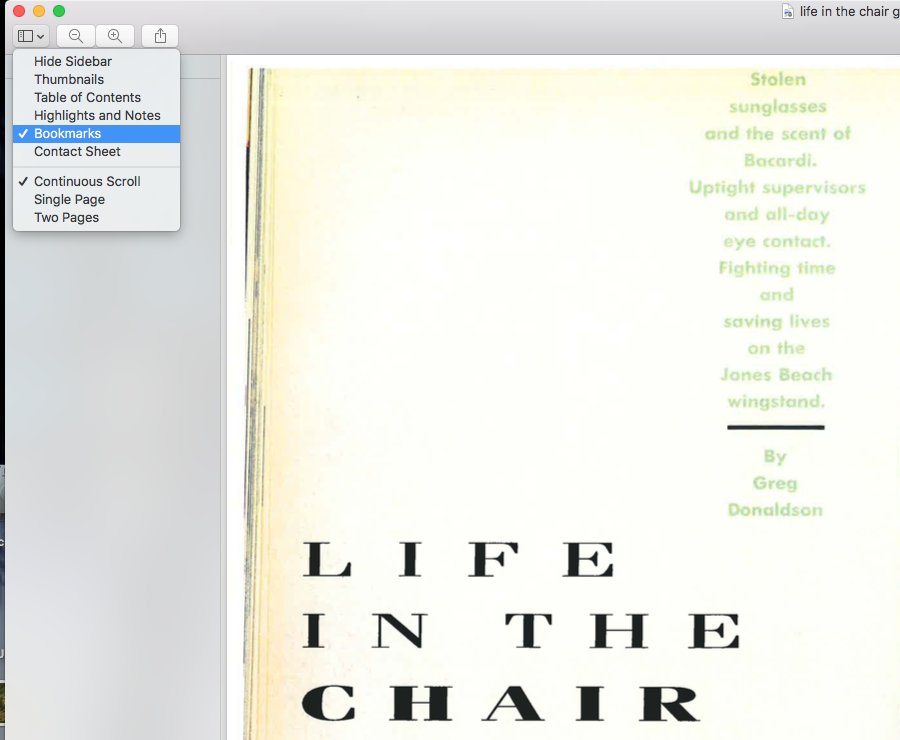 life in the chair g
Hide Sidebar
Thumbnails
Table of Contents
Highlights and Notes
Bookmarks
Contact Sheet
Continuous Scroll
Single Page
Two Pages
Stolen
sunglasses
and the scent of
Bacardi.
Uptight supervisors
and all-day
eye contact.
Fighting time
and
saving lives
on the
Jones Beach
wingstand.
By
Greg
Donaldson
LIFE
IN THE
CHAIR